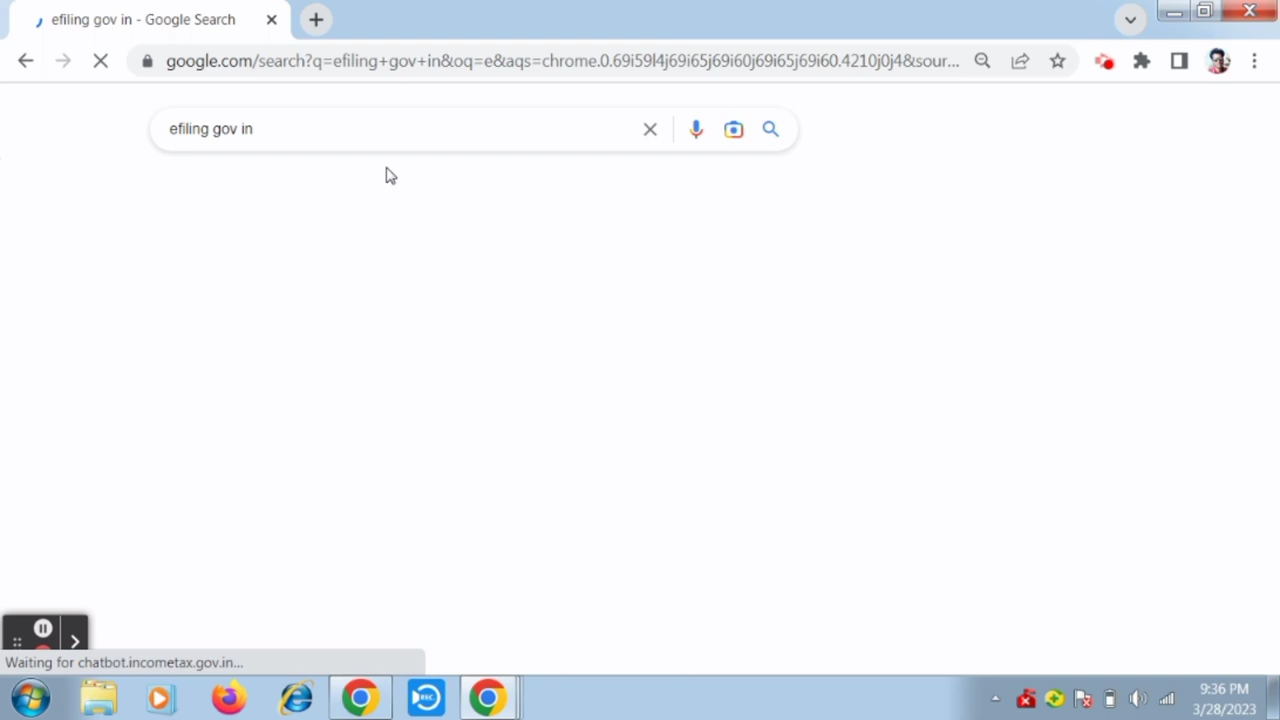 efiling gov in - Google Search
google.com/search?q=efiling+gov+in&oq=e&aqs=chrome.0.69i59l4j69i65j69i60j69i65j69i60.4210j0j4&sour...
efiling gov in
Waiting for chatbot.incometax.gov.in...
REC
9:36 PM
3/28/2023